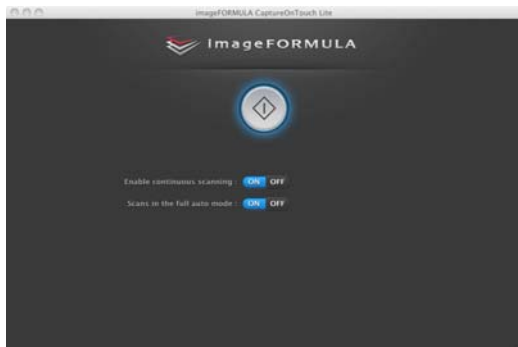 imageFORMULA CaptureOnTouch Lite
imageFORMULA
Enable continuous scanning : ON OFF
Scans in the full auto mode : ON OFF